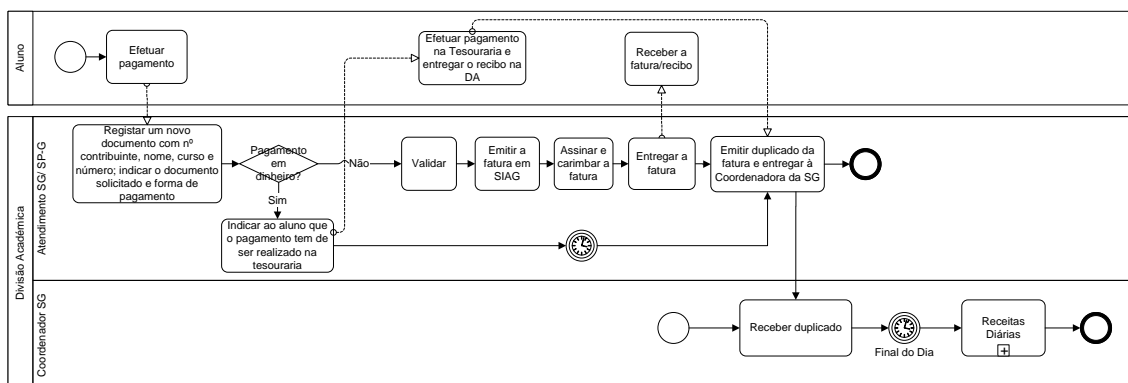 Aluno
Efetuar
pagamento
Efetuar pagamento
na Tesouraria e
entregar o recibo na
DA
Receber a
fatura/recibo
Divisão Académica
Atendimento SG/ SP-G
Registar um novo
documento com nº
contribuinte, nome, curso e
número; indicar o documento
solicitado e forma de
pagamento
Pagamento
em
dinheiro?
Não
Sim
Validar
Emitir a
fatura em
SIAG
Assinar e
carimbar a
fatura
Entregar a
fatura
Emitir duplicado da
fatura e entregar à
Coordenadora da SG
Indicar ao aluno que
o pagamento tem de
ser realizado na
tesouraria
Coordenador SG
Receber duplicado
Final do Dia
Receitas
Diárias